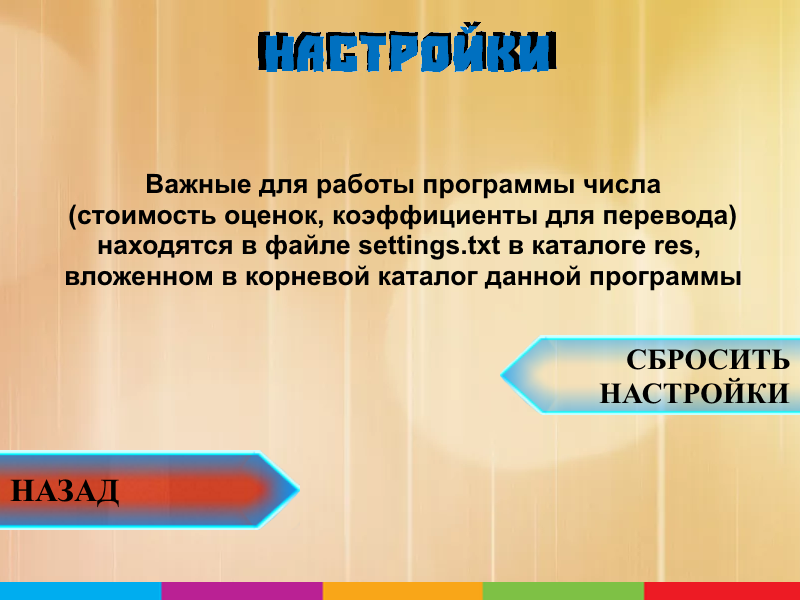 НАСТРОЙКИ
Важные для работы программы числа
(стоимость оценок, коэффициенты для перевода)
находятся в файле settings.txt в каталоге res,
вложенном в корневой каталог данной программы
СБРОСИТЬ
НАСТРОЙКИ
НАЗАД